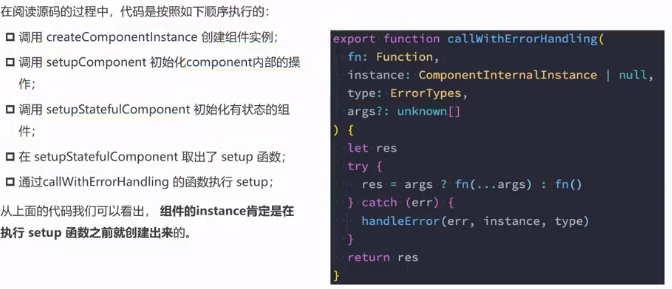 在阅读源码的过程中，代码是按照如下顺序执行的：
调用 createComponentInstance 创建组件实例；
调用 setupComponent 初始化component内部的操
作；
调用 setupStatefulComponent 初始化有状态的组
件；
在 setupStatefulComponent 取出了 setup 函数；
通过callWithErrorHandling 的函数执行 setup；
从上面的代码我们可以看出， 组件的instance肯定是在
执行 setup 函数之前就创建出来的。
export function callWithErrorHandling(
fn: Function,
instance: ComponentInternalInstance | null,
type: ErrorTypes,
args?: unknown[]
) {
let res
try {
res = args ? fn(...args) : fn()
} catch (err) {
handleError(err, instance, type)
}
return res
}